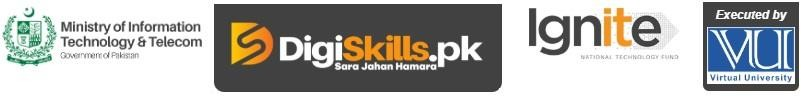 Ministry of Information
Technology & Telecom
Government of Pakistan
DigiSkills.pk
Sara Jahan Hamara
Ignite
NATIONAL TECHNOLOGY FUND
Executed by
VU
Virtual University